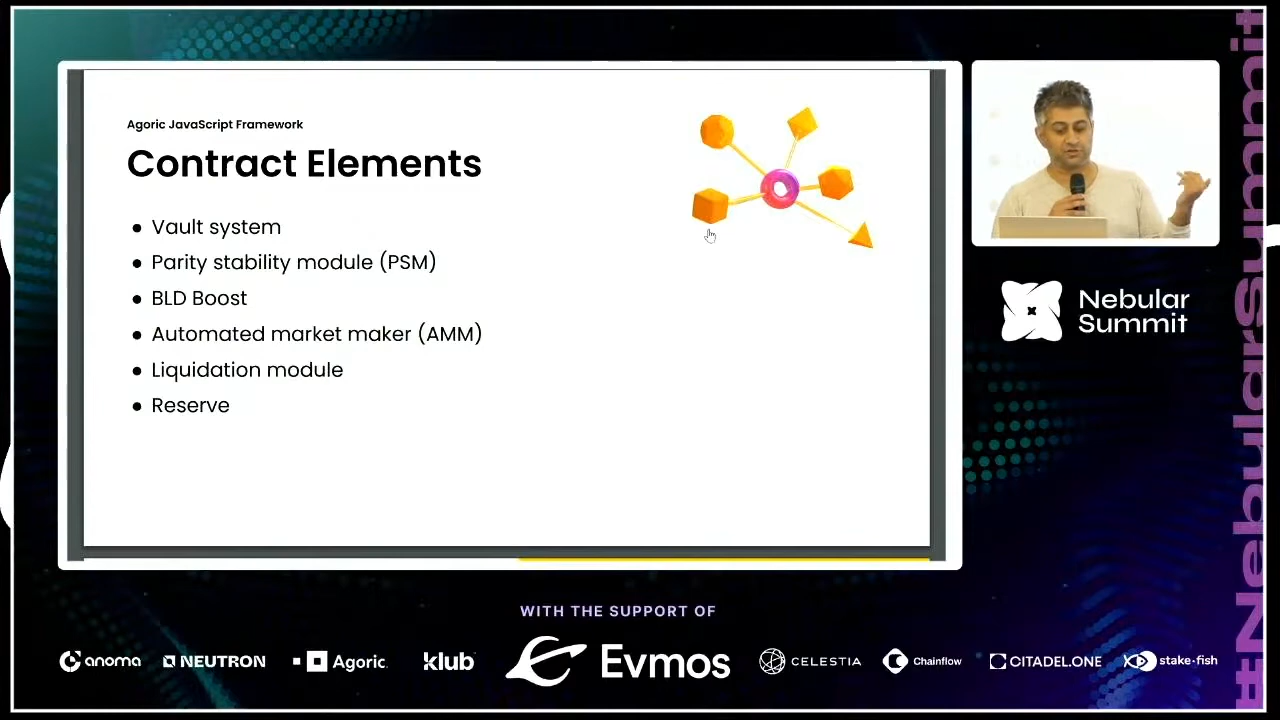 Agoric JavaScript Framework
Contract Elements
● Vault system
● Parity stability module (PSM)
● BLD Boost
● Automated market maker (AMM)
● Liquidation module
● Reserve
Nebular
Summit
#NebularSummit
WITH THE SUPPORT OF
anoma
NEUTRON
Agoric
klub
Evmos
CELESTIA
Chainflow
CITADEL.ONE
stake·fish